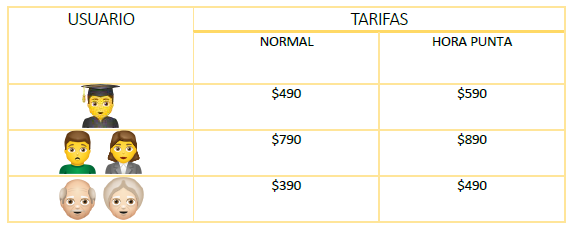 USUARIO TARIFAS
NORMAL HORA PUNTA
$490 $590
$790 $890
$390 $490